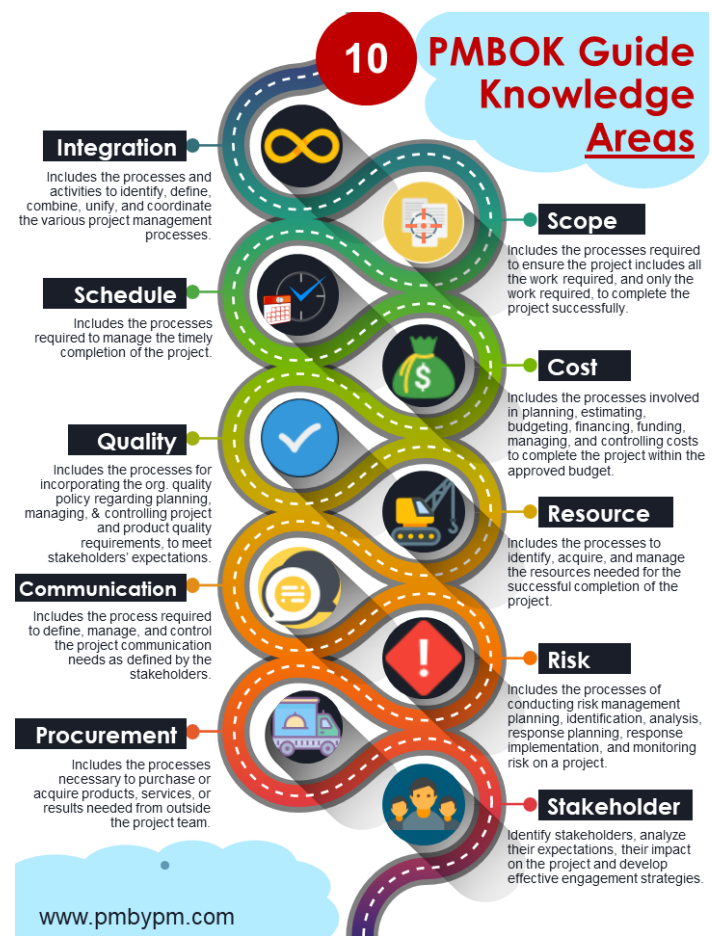 10
PMBOK Guide
Knowledge
Areas
Integration
Includes the processes and
activities to identify, define,
combine, unify, and coordinate
the various project management
processes.
Scope
Includes the processes required
to ensure the project includes all
the work required, and only the
work required, to complete the
project successfully.
Schedule
Includes the processes
required to manage the timely
completion of the project.
Cost
Includes the processes involved
in planning, estimating,
budgeting, financing, funding,
managing, and controlling costs
to complete the project within the
approved budget.
$
Quality
Includes the processes for
incorporating the org. quality
policy regarding planning,
managing, & controlling project
and product quality
requirements, to meet
stakeholders' expectations.
Resource
Includes the processes to
identify, acquire, and manage
the resources needed for the
successful completion of the
project.
Communication
Includes the process required
to define, manage, and control
the project communication
needs as defined by the
stakeholders.
!
Risk
Includes the processes of
conducting risk management
planning, identification, analysis,
response planning, response
implementation, and monitoring
risk on a project.
Procurement
Includes the processes
necessary to purchase or
acquire products, services, or
results needed from outside
the project team.
Stakeholder
Identify stakeholders, analyze
their expectations, their impact
on the project and develop
effective engagement strategies.
www.pmbypm.com